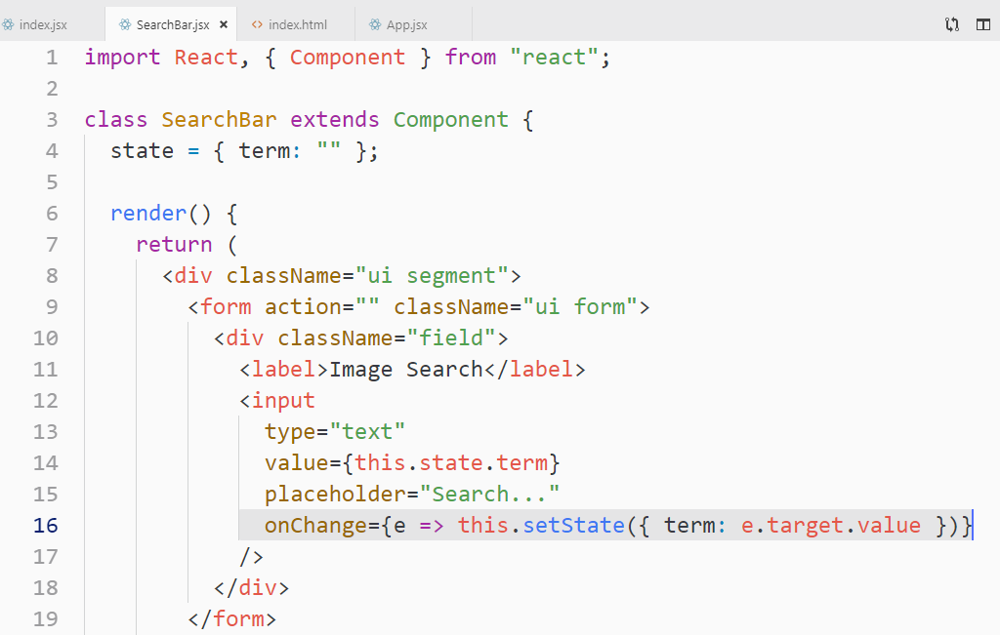 index.jsx SearchBar.jsx × index.html App.jsx
1 import React, { Component } from "react";
2
3 class SearchBar extends Component {
4 state = { term: "" };
5
6 render() {
7 return (
8 <div className="ui segment">
9 <form action="" className="ui form">
10 <div className="field">
11 <label>Image Search</label>
12 <input
13 type="text"
14 value={this.state.term}
15 placeholder="Search..."
16 onChange={e => this.setState({ term: e.target.value })}
17 />
18 </div>
19 </form>